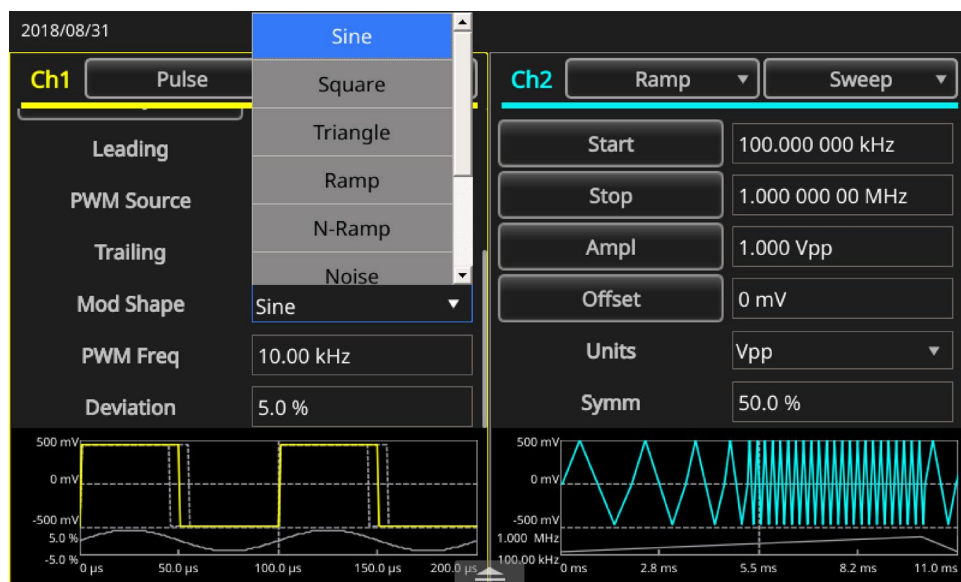 2018/08/31
Ch1
Pulse
Sine
Square
Triangle
Ramp
N-Ramp
Noise
Leading
PWM Source
Trailing
Mod Shape
Sine
PWM Freq
10.00 kHz
Deviation
5.0 %
500 mV
0 mV
-500 mV
5.0 %
-5.0 %
0 µs
50.0 µs
100.0 µs
150.0 µs
200.0 µs
Ch2
Ramp
Sweep
Start
100.000 000 kHz
Stop
1.000 000 00 MHz
Ampl
1.000 Vpp
Offset
0 mV
Units
Vpp
Symm
50.0 %
500 mV
0 mV
-500 mV
1.000 MHz
100.00 kHz
0 ms
2.8 ms
5.5 ms
8.2 ms
11.0 ms